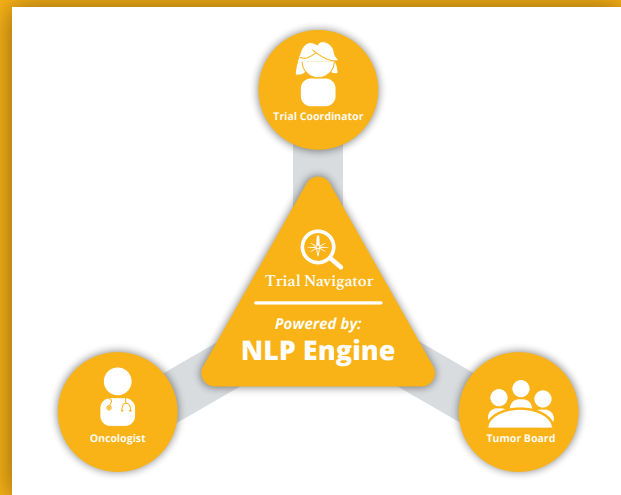 Trial Coordinator
Trial Navigator
Powered by:
NLP Engine
Oncologist
Tumor Board